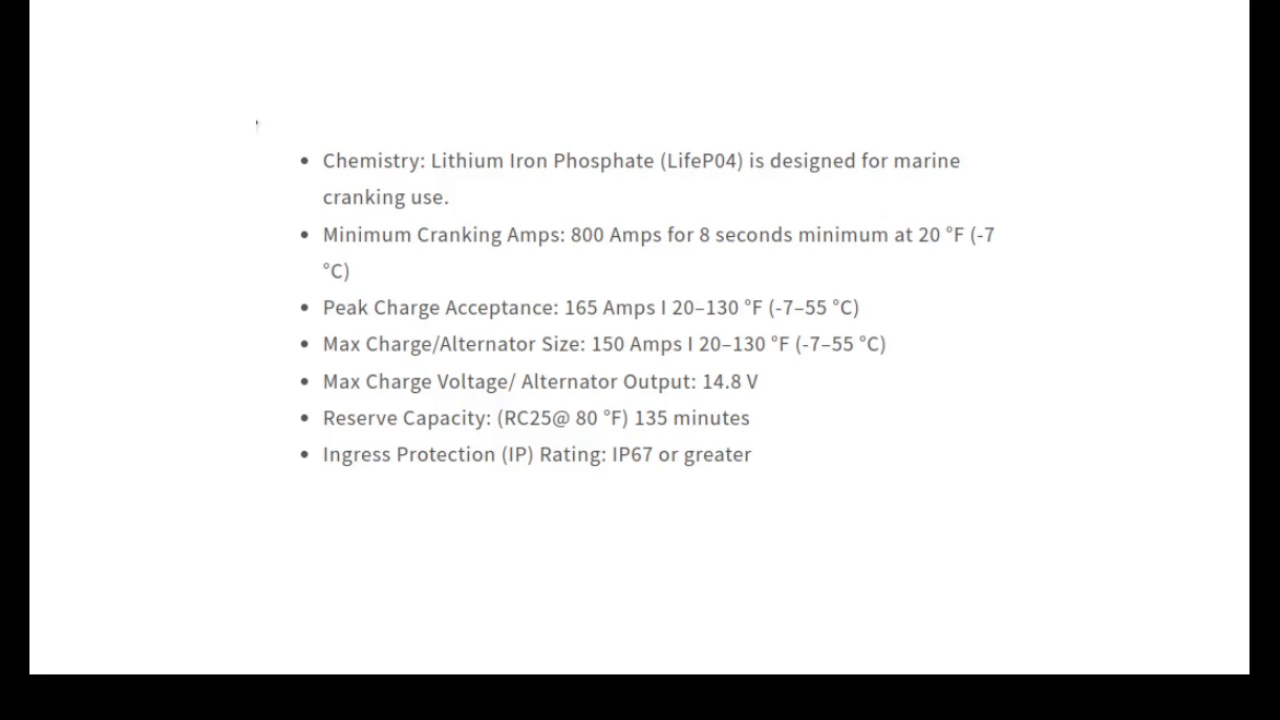 Chemistry: Lithium Iron Phosphate (LifeP04) is designed for marine
cranking use.
Minimum Cranking Amps: 800 Amps for 8 seconds minimum at 20 °F (-7
°C)
Peak Charge Acceptance: 165 Amps I 20–130 °F (-7–55 °C)
Max Charge/Alternator Size: 150 Amps I 20–130 °F (-7–55 °C)
Max Charge Voltage/ Alternator Output: 14.8 V
Reserve Capacity: (RC25@ 80 °F) 135 minutes
Ingress Protection (IP) Rating: IP67 or greater